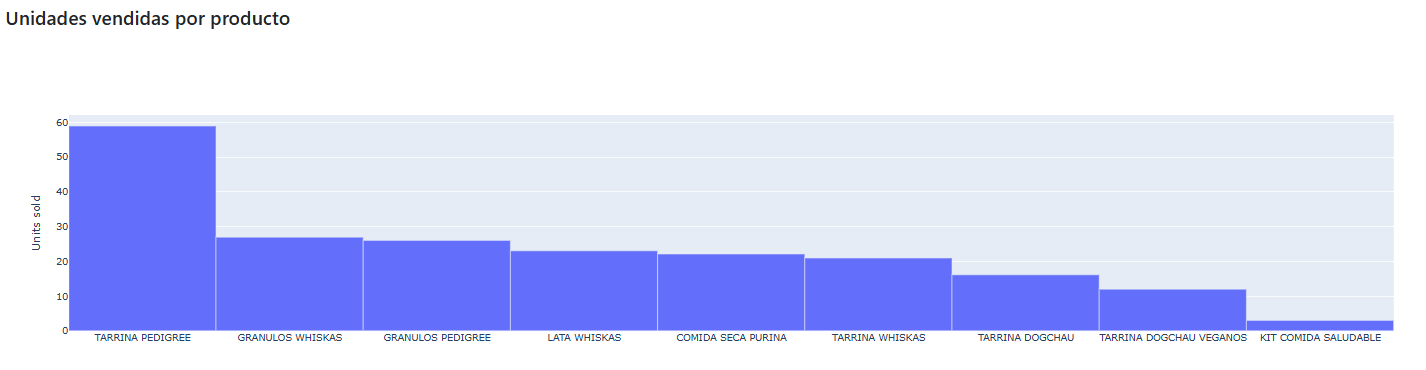 Unidades vendidas por producto
60
50
40
30
20
10
0
Units sold
TARRINA PEDIGREE
GRANULOS WHISKAS
GRANULOS PEDIGREE
LATA WHISKAS
COMIDA SECA PURINA
TARRINA WHISKAS
TARRINA DOGCHAU
TARRINA DOGCHAU VEGANOS
KIT COMIDA SALUDABLE